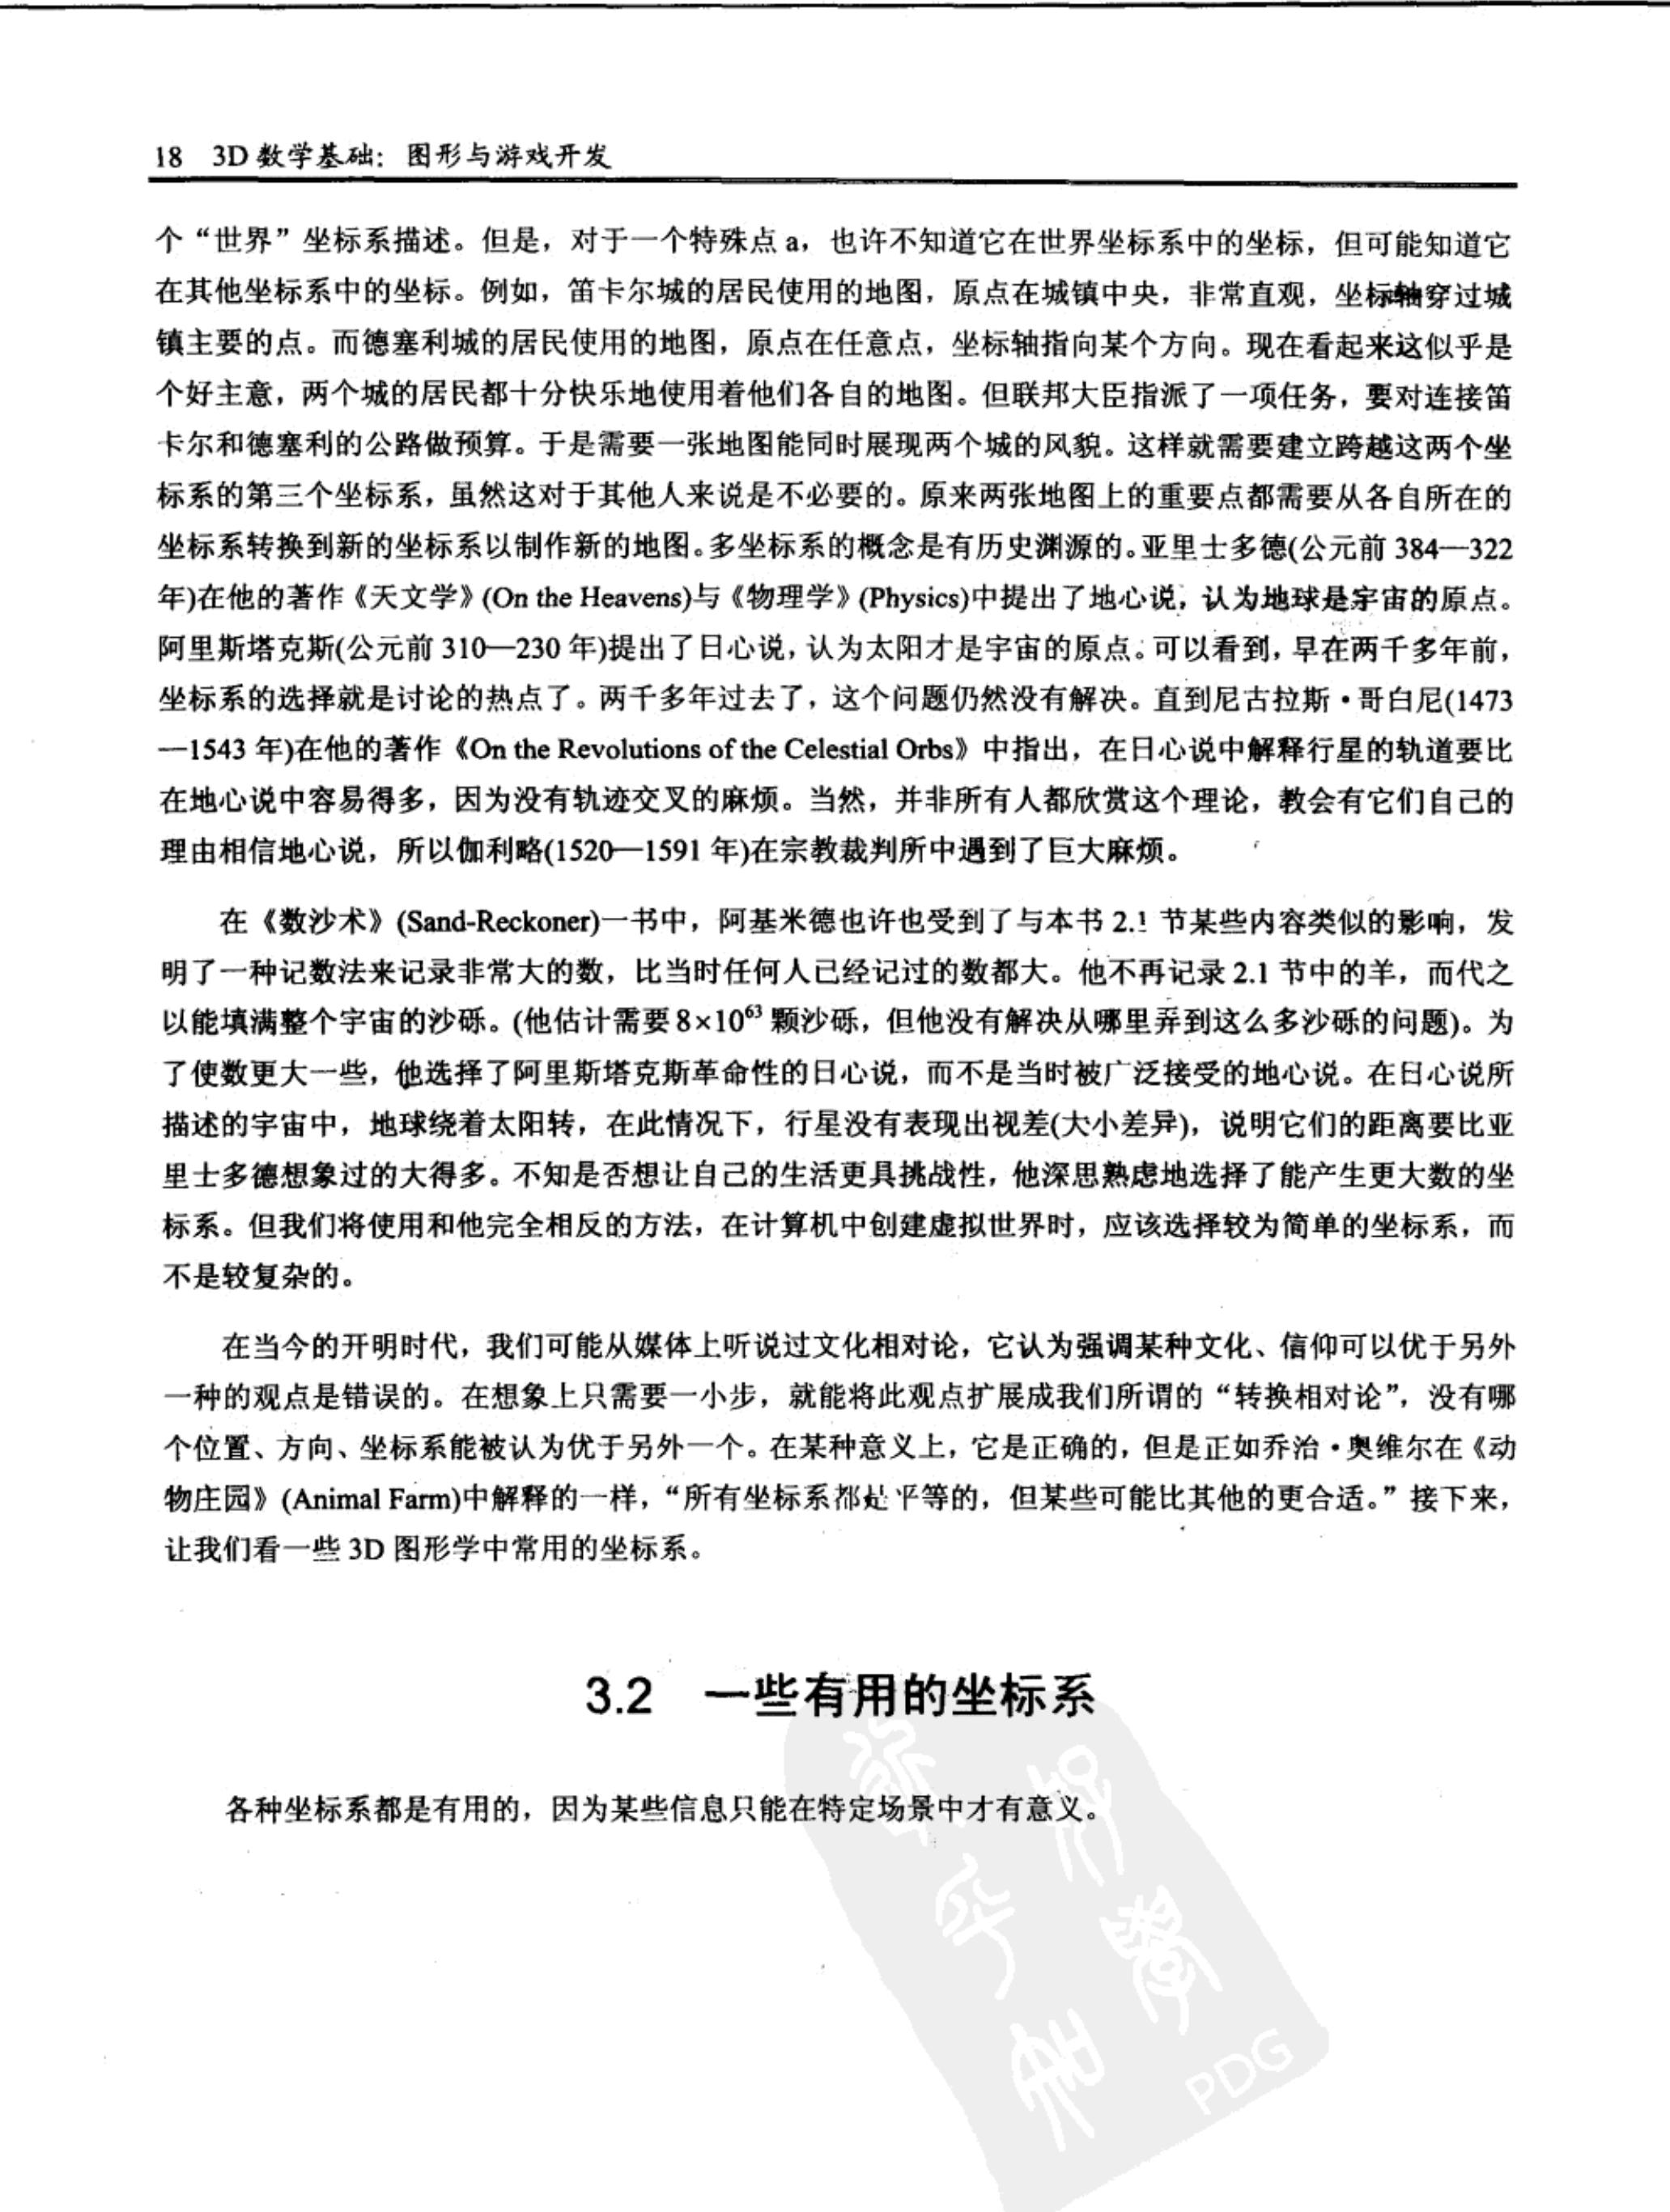 18 3D 数学基础：图形与游戏开发
个“世界”坐标系描述。但是，对于一个特殊点 a，也许不知道它在世界坐标系中的坐标，但可能知道它
在其他坐标系中的坐标。例如，笛卡尔城的居民使用的地图，原点在城镇中央，非常直观，坐标轴穿过城
镇主要的点。而德塞利城的居民使用的地图，原点在任意点，坐标轴指向某个方向。现在看起来这似乎是
个好主意，两个城的居民都十分快乐地使用着他们各自的地图。但联邦大臣指派了一项任务，要对连接笛
卡尔和德塞利的公路做预算。于是需要一张地图能同时展现两个城的风貌。这样就需要建立跨越这两个坐
标系的第三个坐标系，虽然这对于其他人来说是不必要的。原来两张地图上的重要点都需要从各自所在的
坐标系转换到新的坐标系以制作新的地图。多坐标系的概念是有历史渊源的。亚里士多德(公元前 384—322
年)在他的著作《天文学》(On the Heavens)与《物理学》(Physics)中提出了地心说，认为地球是宇宙的原点。
阿里斯塔克斯(公元前 310—230 年)提出了日心说，认为太阳才是宇宙的原点。可以看到，早在两千多年前，
坐标系的选择就是讨论的热点了。两千多年过去了，这个问题仍然没有解决。直到尼古拉斯·哥白尼(1473
—1543 年)在他的著作《On the Revolutions of the Celestial Orbs》中指出，在日心说中解释行星的轨道要比
在地心说中容易得多，因为没有轨迹交叉的麻烦。当然，并非所有人都欣赏这个理论，教会有它们自己的
理由相信地心说，所以伽利略(1520—1591 年)在宗教裁判所中遇到了巨大麻烦。
在《数沙术》(Sand-Reckoner)一书中，阿基米德也许也受到了与本书 2.1 节某些内容类似的影响，发
明了一种记数法来记录非常大的数，比当时任何人已经记过的数都大。他不再记录 2.1 节中的羊，而代之
以能填满整个宇宙的沙砾。(他估计需要 8×10⁶³ 颗沙砾，但他没有解决从哪里弄到这么多沙砾的问题)。为
了使数更大一些，他选择了阿里斯塔克斯革命性的日心说，而不是当时被广泛接受的地心说。在日心说所
描述的宇宙中，地球绕着太阳转，在此情况下，行星没有表现出视差(大小差异)，说明它们的距离要比亚
里士多德想象过的大得多。不知是否想让自己的生活更具挑战性，他深思熟虑地选择了能产生更大数的坐
标系。但我们将使用和他完全相反的方法，在计算机中创建虚拟世界时，应该选择较为简单的坐标系，而
不是较复杂的。
在当今的开明时代，我们可能从媒体上听说过文化相对论，它认为强调某种文化、信仰可以优于另外
一种的观点是错误的。在想象上只需要一小步，就能将此观点扩展成我们所谓的“转换相对论”，没有哪
个位置、方向、坐标系能被认为优于另外一个。在某种意义上，它是正确的，但是正如乔治·奥维尔在《动
物庄园》(Animal Farm)中解释的一样，“所有坐标系都是平等的，但某些可能比其他的更合适。”接下来，
让我们看一些 3D 图形学中常用的坐标系。
3.2 一些有用的坐标系
各种坐标系都是有用的，因为某些信息只能在特定场景中才有意义。
PDG